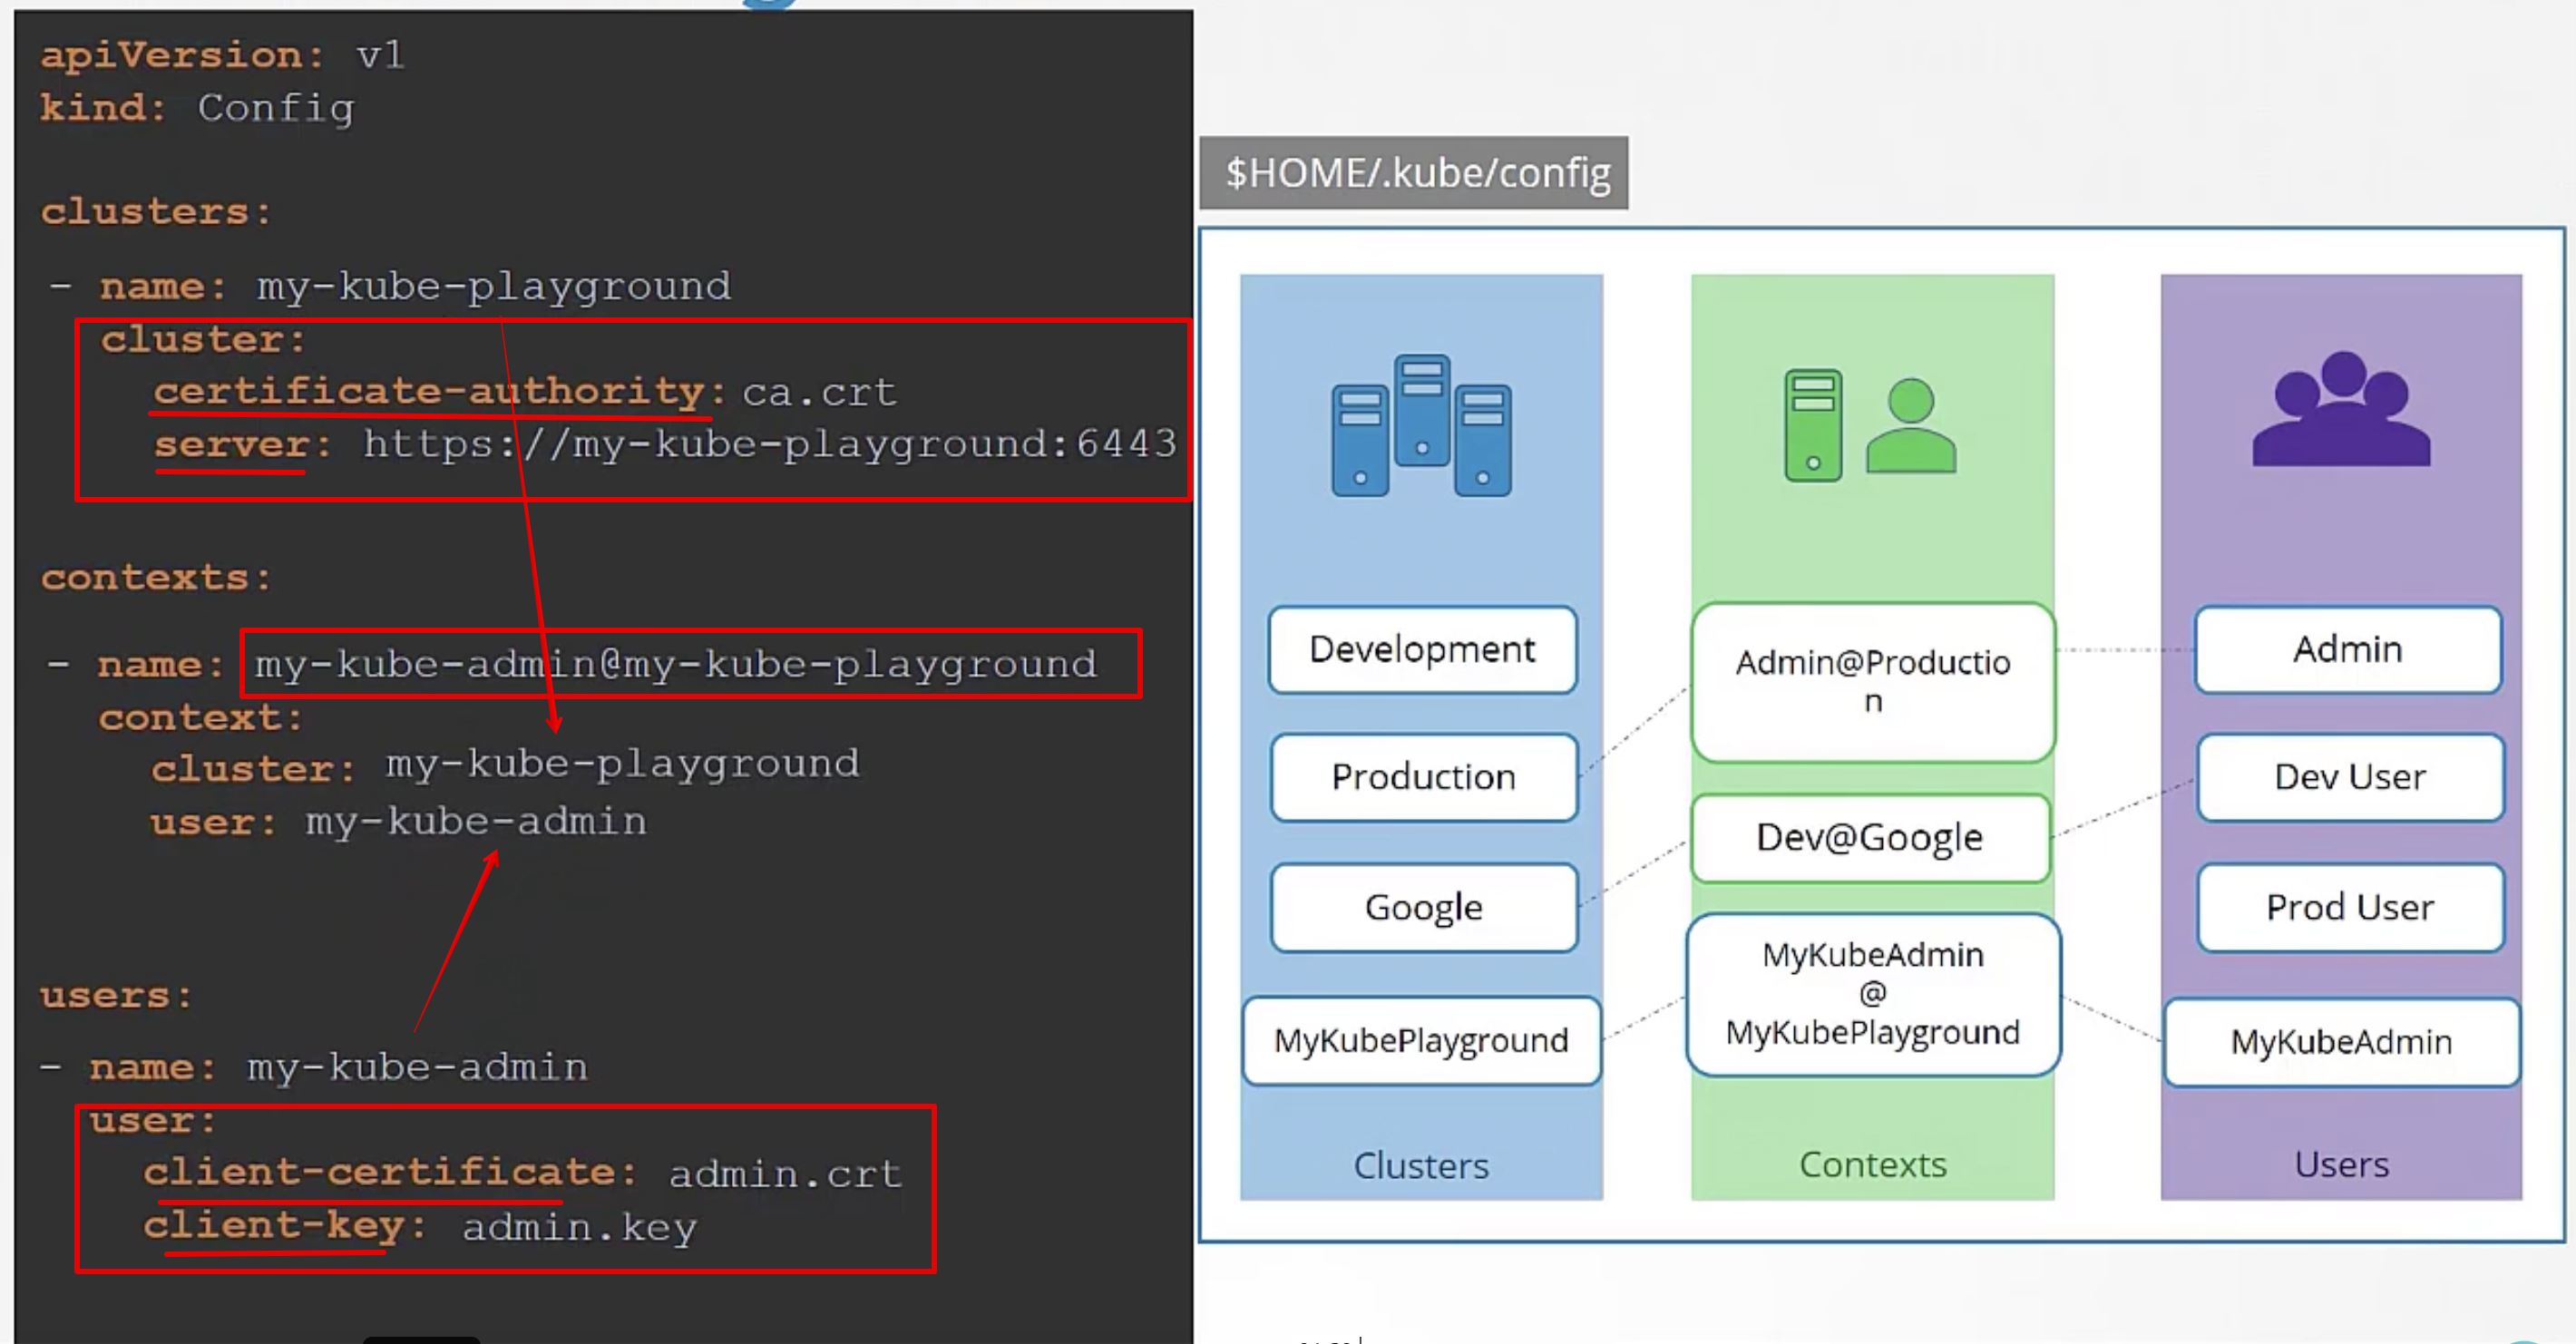 apiVersion: v1
kind: Config
clusters:
- name: my-kube-playground
cluster:
certificate-authority: ca.crt
server: https://my-kube-playground:6443
contexts:
- name: my-kube-admin@my-kube-playground
context:
cluster: my-kube-playground
user: my-kube-admin
users:
- name: my-kube-admin
user:
client-certificate: admin.crt
client-key: admin.key
$HOME/.kube/config
Development
Production
Google
MyKubePlayground
Clusters
Admin@Productio
n
Dev@Google
MyKubeAdmin
@
MyKubePlayground
Contexts
Admin
Dev User
Prod User
MyKubeAdmin
Users